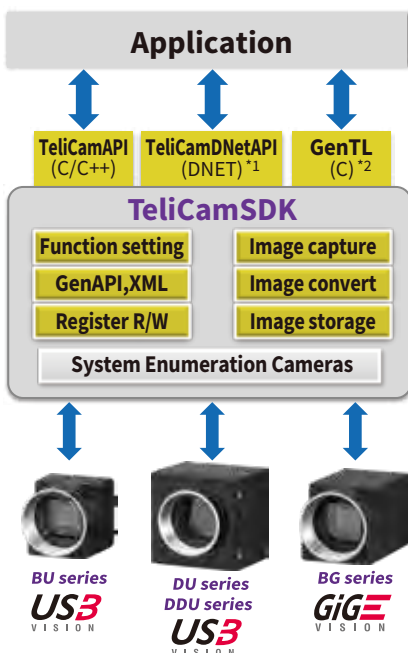 Application
TeliCamAPI TeliCamDNetAPI GenTL
(C/C++) (DNET) *1 (C) *2
TeliCamSDK
Function setting Image capture
GenAPI,XML Image convert
Register R/W Image storage
System Enumeration Cameras
BU series DU series BG series
DDU series
USB GiGE
VISION VISION
USB
VISION